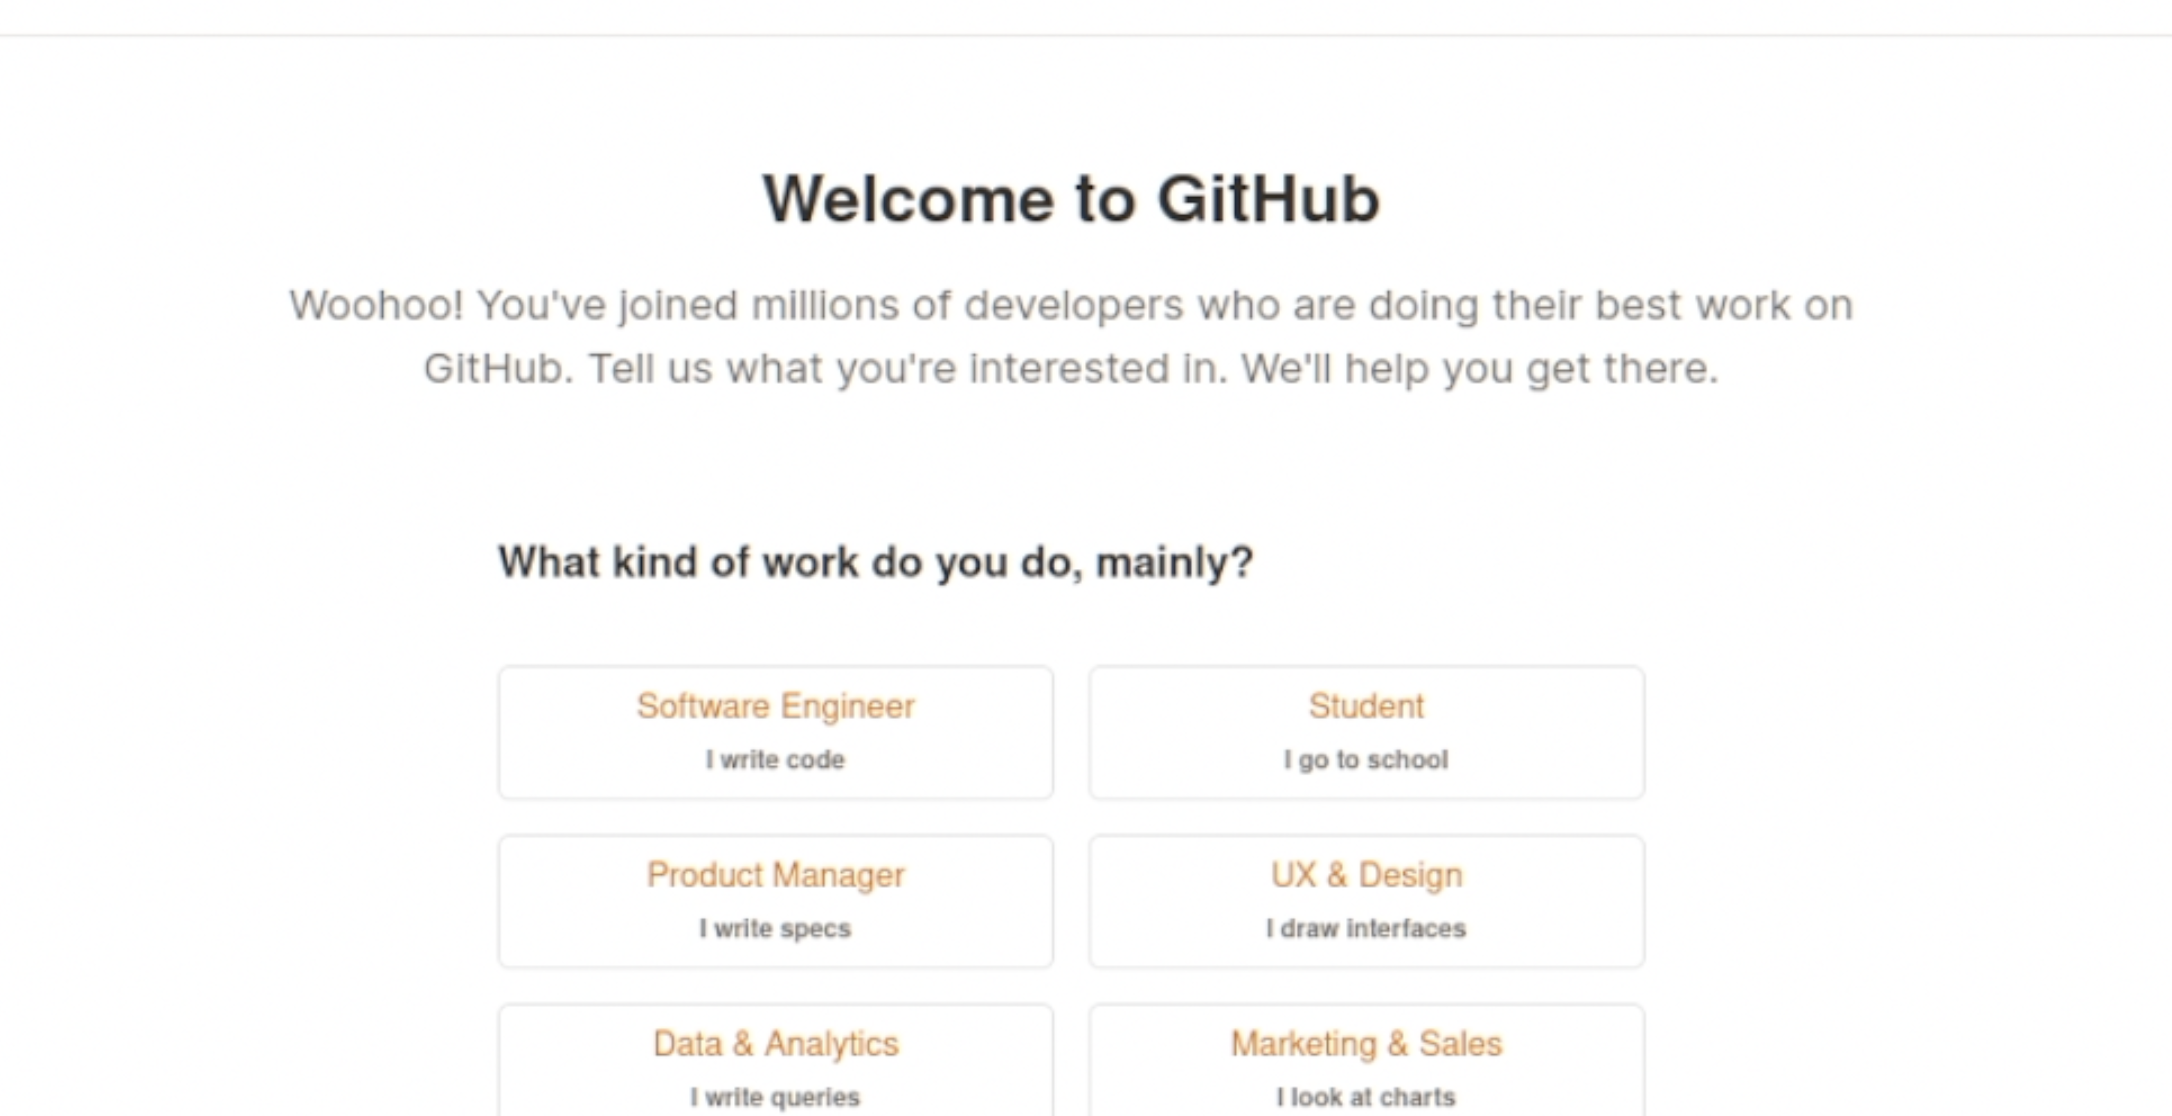 Welcome to GitHub
Woohoo! You've joined millions of developers who are doing their best work on
GitHub. Tell us what you're interested in. We'll help you get there.
What kind of work do you do, mainly?
Software Engineer
I write code
Student
I go to school
Product Manager
I write specs
UX & Design
I draw interfaces
Data & Analytics
I write queries
Marketing & Sales
I look at charts